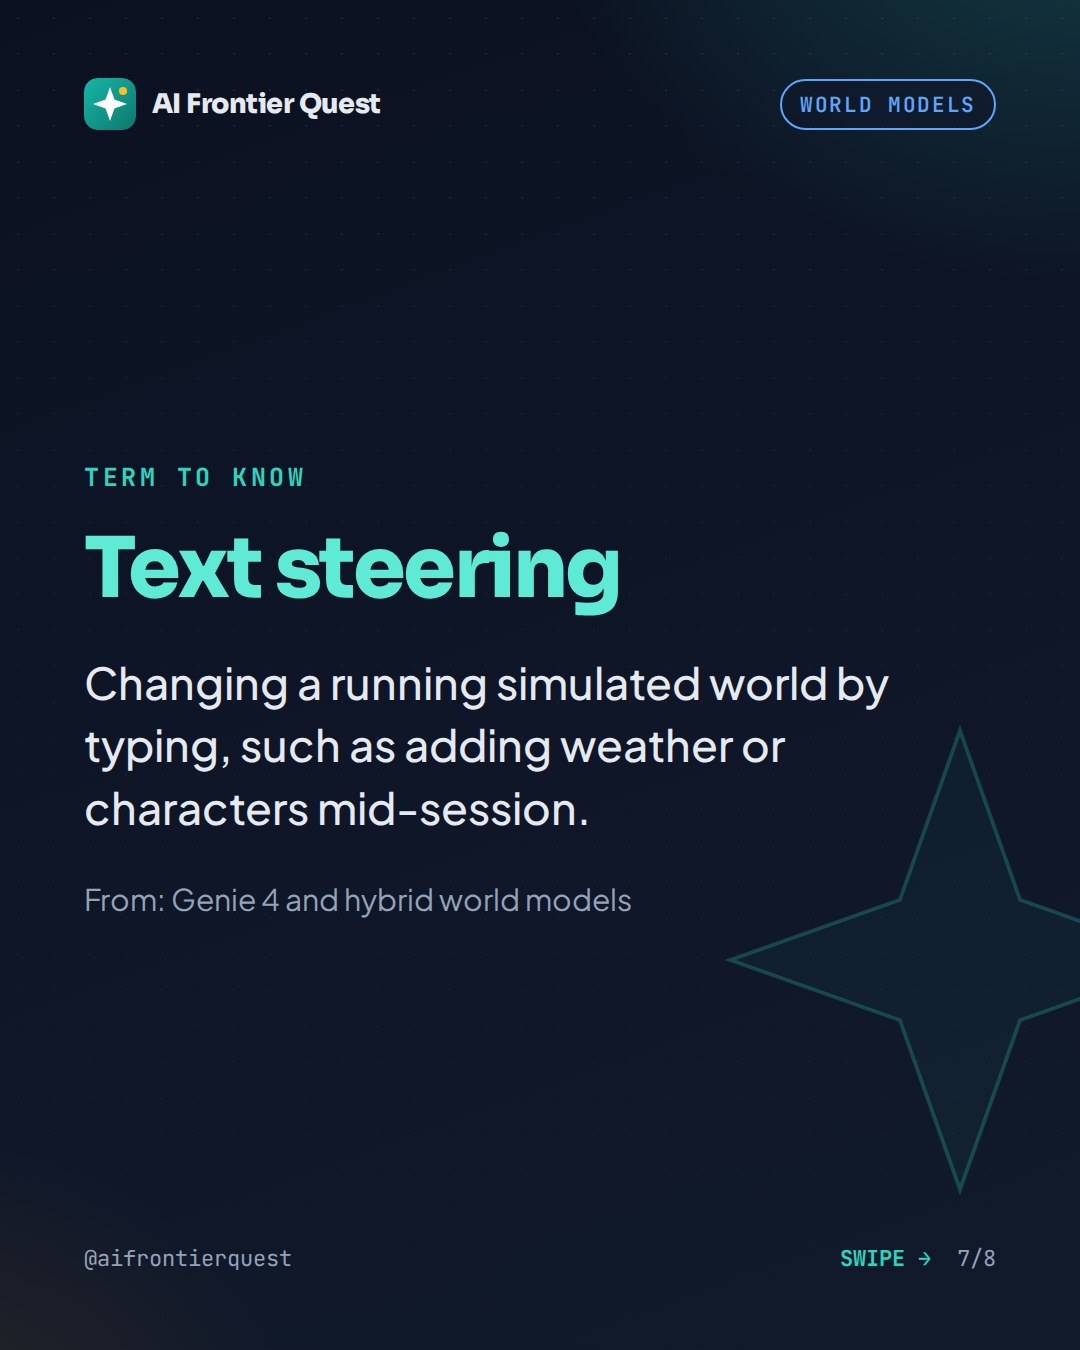 AI Frontier Quest
WORLD MODELS
TERM TO KNOW
Text steering
Changing a running simulated world by
typing, such as adding weather or
characters mid-session.
From: Genie 4 and hybrid world models
@aifrontierquest
SWIPE → 7/8